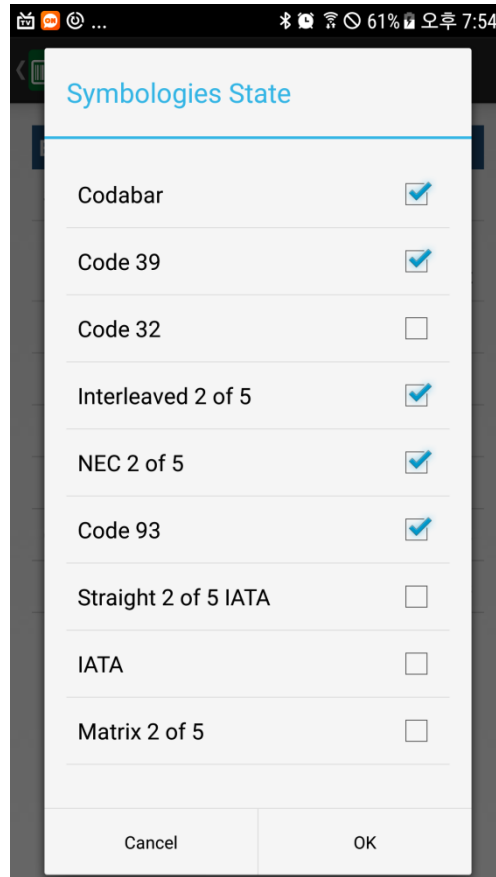 ... 61% 오후 7:54
Symbologies State
Codabar
Code 39
Code 32
Interleaved 2 of 5
NEC 2 of 5
Code 93
Straight 2 of 5 IATA
IATA
Matrix 2 of 5
Cancel OK